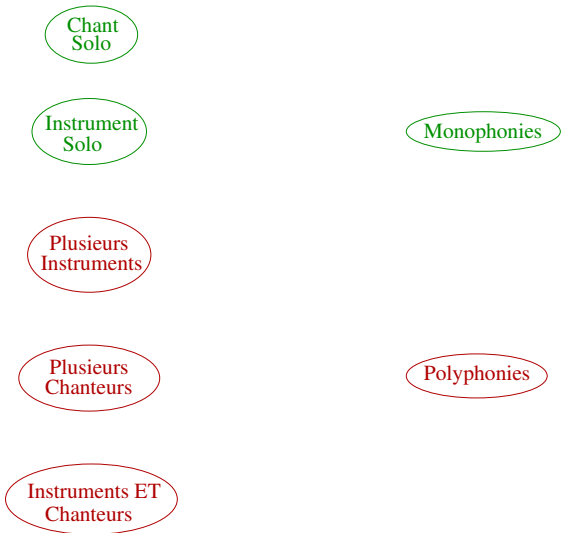 Chant
Solo
Instrument
Solo
Monophonies
Plusieurs
Instruments
Plusieurs
Chanteurs
Polyphonies
Instruments ET
Chanteurs